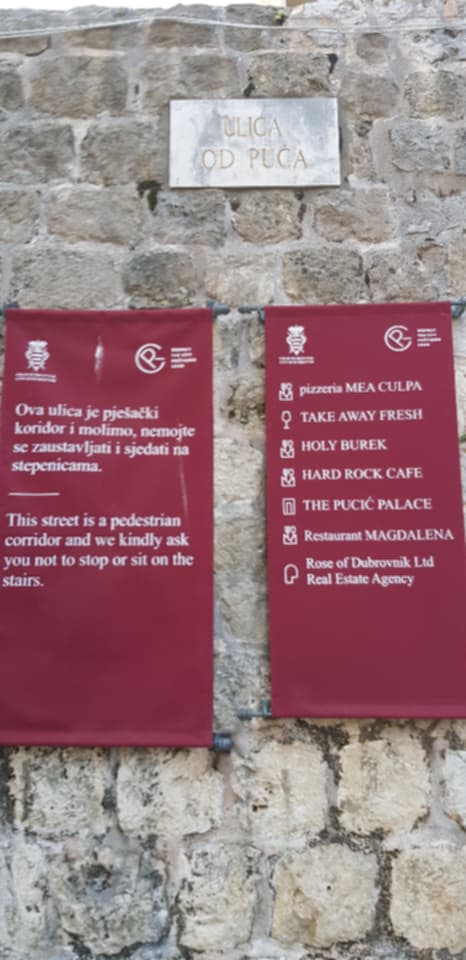 ULICA
OD PUČA
Ova ulica je pješački
koridor i molimo, nemojte
se zaustavljati i sjedati na
stepenicama.
This street is a pedestrian
corridor and we kindly ask
you not to stop or sit on the
stairs.
pizzeria MEA CULPA
TAKE AWAY FRESH
HOLY BUREK
HARD ROCK CAFE
THE PUCIĆ PALACE
Restaurant MAGDALENA
Rose of Dubrovnik Ltd
Real Estate Agency